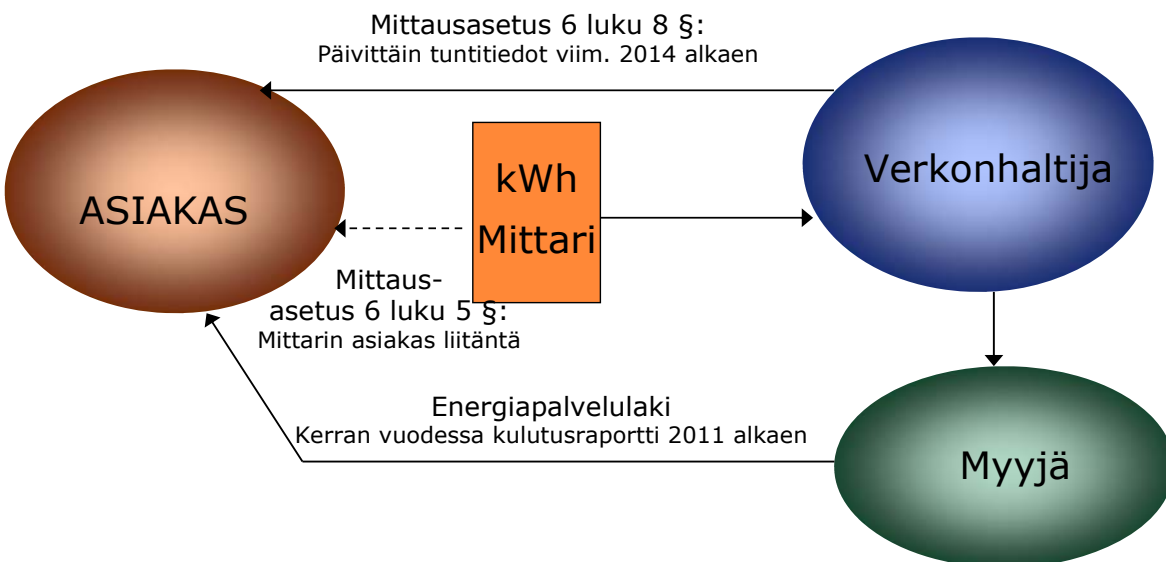 Mittausasetus 6 luku 8 §:
Päivittäin tuntitiedot viim. 2014 alkaen
ASIAKAS
kWh
Mittari
Verkonhaltija
Mittaus-
asetus 6 luku 5 §:
Mittarin asiakas liitäntä
Energiapalvelulaki
Kerran vuodessa kulutusraportti 2011 alkaen
Myyjä